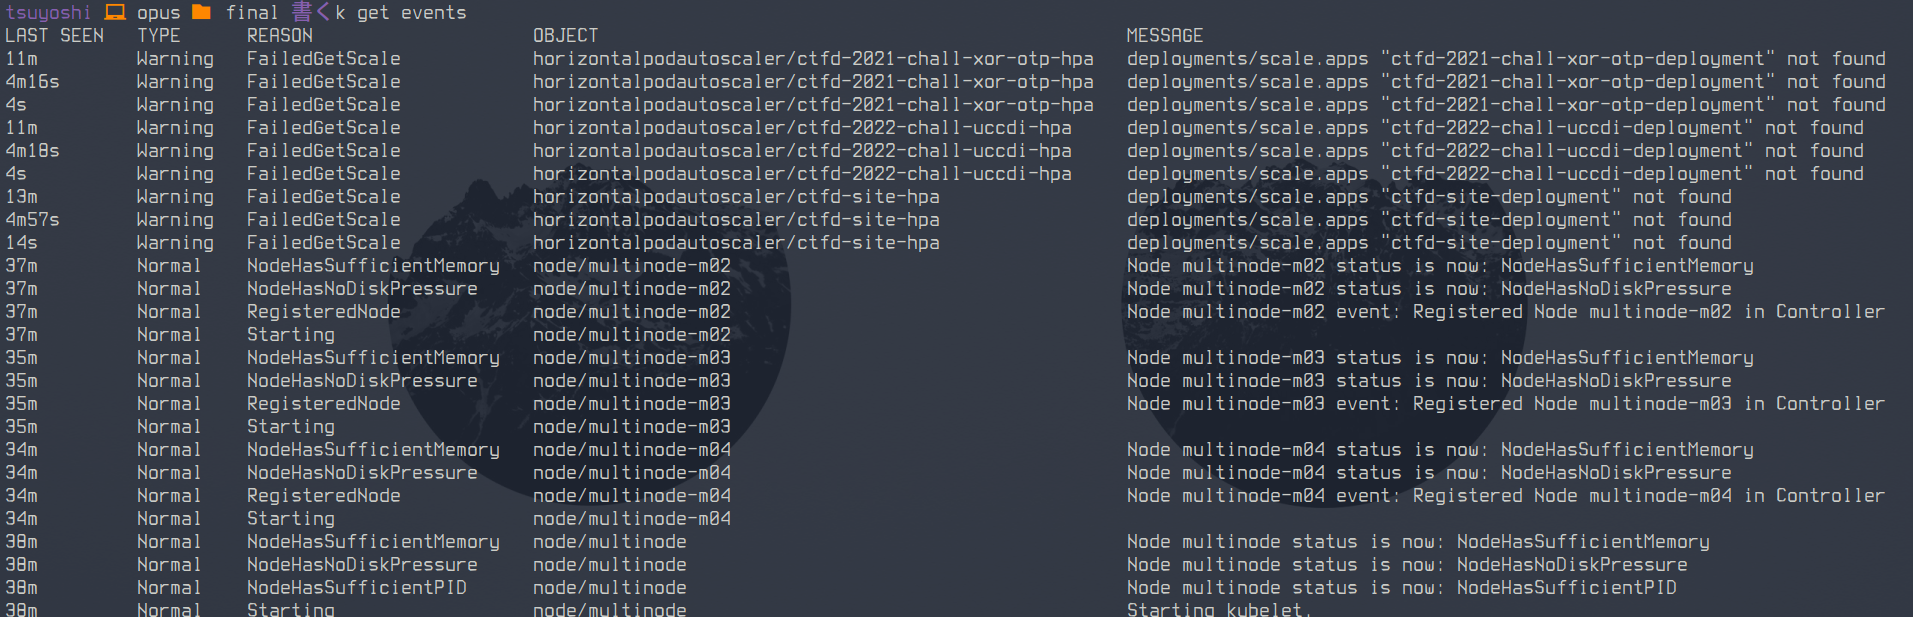 tsuyoshi opus final 書く k get events
LAST SEEN TYPE REASON OBJECT MESSAGE
11m Warning FailedGetScale horizontalpodautoscaler/ctfd-2021-chall-xor-otp-hpa deployments/scale.apps "ctfd-2021-chall-xor-otp-deployment" not found
4m16s Warning FailedGetScale horizontalpodautoscaler/ctfd-2021-chall-xor-otp-hpa deployments/scale.apps "ctfd-2021-chall-xor-otp-deployment" not found
4s Warning FailedGetScale horizontalpodautoscaler/ctfd-2021-chall-xor-otp-hpa deployments/scale.apps "ctfd-2021-chall-xor-otp-deployment" not found
11m Warning FailedGetScale horizontalpodautoscaler/ctfd-2022-chall-uccdi-hpa deployments/scale.apps "ctfd-2022-chall-uccdi-deployment" not found
4m18s Warning FailedGetScale horizontalpodautoscaler/ctfd-2022-chall-uccdi-hpa deployments/scale.apps "ctfd-2022-chall-uccdi-deployment" not found
4s Warning FailedGetScale horizontalpodautoscaler/ctfd-2022-chall-uccdi-hpa deployments/scale.apps "ctfd-2022-chall-uccdi-deployment" not found
13m Warning FailedGetScale horizontalpodautoscaler/ctfd-site-hpa deployments/scale.apps "ctfd-site-deployment" not found
4m57s Warning FailedGetScale horizontalpodautoscaler/ctfd-site-hpa deployments/scale.apps "ctfd-site-deployment" not found
14s Warning FailedGetScale horizontalpodautoscaler/ctfd-site-hpa deployments/scale.apps "ctfd-site-deployment" not found
37m Normal NodeHasSufficientMemory node/multinode-m02 Node multinode-m02 status is now: NodeHasSufficientMemory
37m Normal NodeHasNoDiskPressure node/multinode-m02 Node multinode-m02 status is now: NodeHasNoDiskPressure
37m Normal RegisteredNode node/multinode-m02 Node multinode-m02 event: Registered Node multinode-m02 in Controller
37m Normal Starting node/multinode-m02
35m Normal NodeHasSufficientMemory node/multinode-m03 Node multinode-m03 status is now: NodeHasSufficientMemory
35m Normal NodeHasNoDiskPressure node/multinode-m03 Node multinode-m03 status is now: NodeHasNoDiskPressure
35m Normal RegisteredNode node/multinode-m03 Node multinode-m03 event: Registered Node multinode-m03 in Controller
35m Normal Starting node/multinode-m03
34m Normal NodeHasSufficientMemory node/multinode-m04 Node multinode-m04 status is now: NodeHasSufficientMemory
34m Normal NodeHasNoDiskPressure node/multinode-m04 Node multinode-m04 status is now: NodeHasNoDiskPressure
34m Normal RegisteredNode node/multinode-m04 Node multinode-m04 event: Registered Node multinode-m04 in Controller
34m Normal Starting node/multinode-m04
38m Normal NodeHasSufficientMemory node/multinode Node multinode status is now: NodeHasSufficientMemory
38m Normal NodeHasNoDiskPressure node/multinode Node multinode status is now: NodeHasNoDiskPressure
38m Normal NodeHasSufficientPID node/multinode Node multinode status is now: NodeHasSufficientPID
38m Normal Starting node/multinode Starting kubelet.